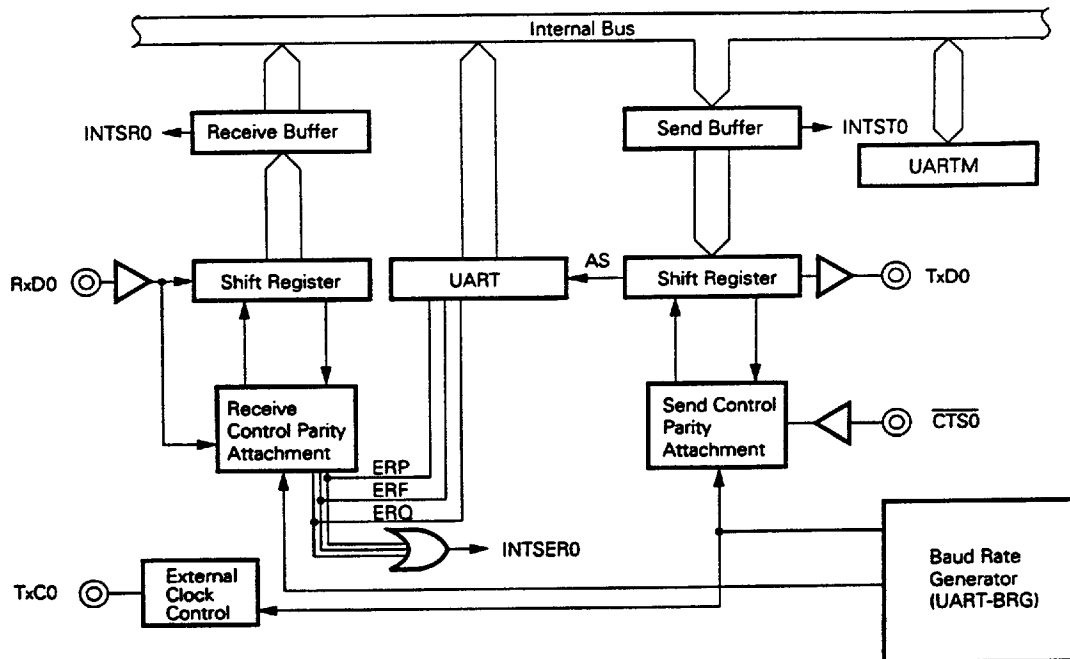 Internal Bus
INTSR0
Receive Buffer
Send Buffer
INTST0
UARTM
RxD0
Shift Register
UART
AS
Shift Register
TxD0
Receive
Control Parity
Attachment
Send Control
Parity
Attachment
CTS0
ERP
ERF
ERO
INTSER0
TxC0
External
Clock
Control
Baud Rate
Generator
(UART-BRG)